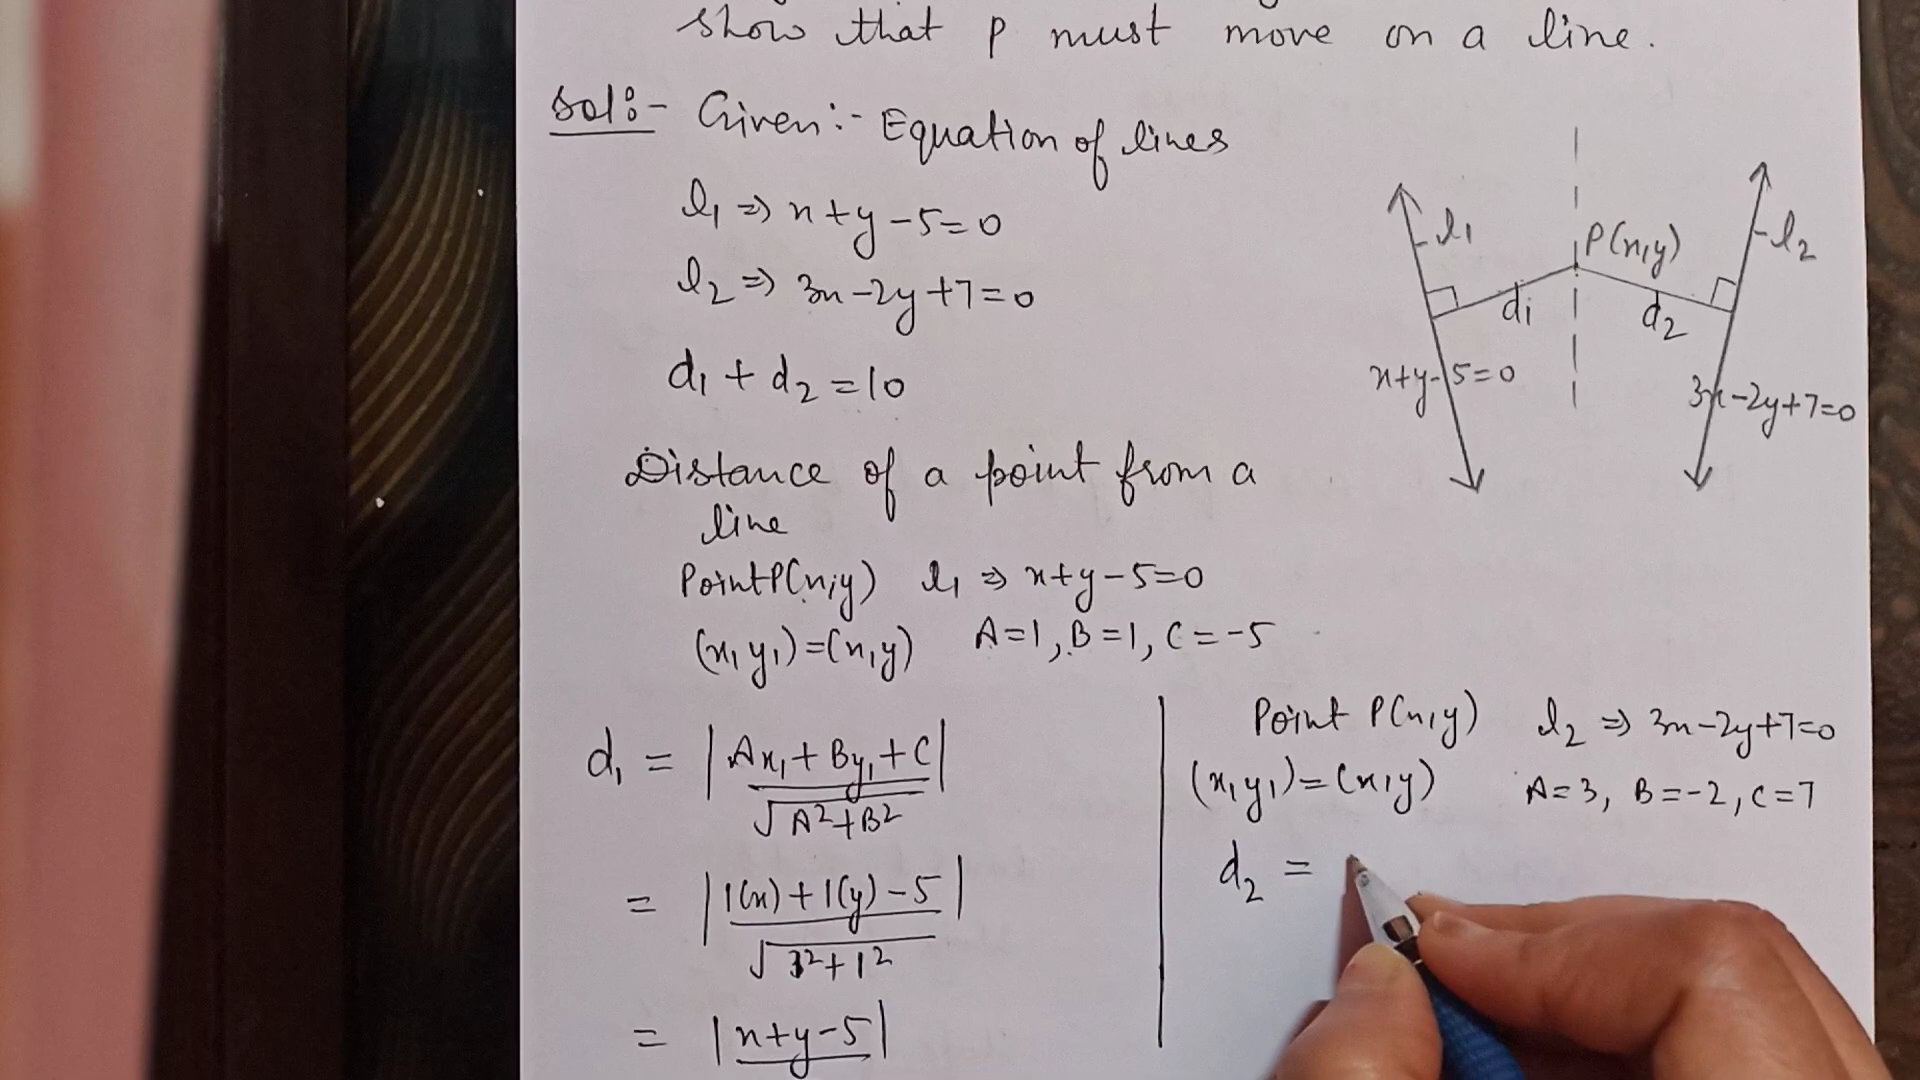 show that p must move on a line.
Sol:- Given:- Equation of lines
l₁ ⇒ x+y-5=0
l₂ ⇒ 3x-2y+7=0
d₁ + d₂ = 10
Distance of a point from a
line
Point P(x,y) l₁ ⇒ x+y-5=0
(x₁ y₁)=(x,y) A=1, B=1, C=-5
d₁ = |Ax₁+By₁+C|
√A²+B²
= |1(x)+1(y)-5|
√1²+1²
= |x+y-5|
Point P(x,y) l₂ ⇒ 3x-2y+7=0
(x₁y₁)=(x,y) A=3, B=-2, C=7
d₂ =
l₁
P(x,y)
l₂
d₁
d₂
x+y-5=0
3x-2y+7=0